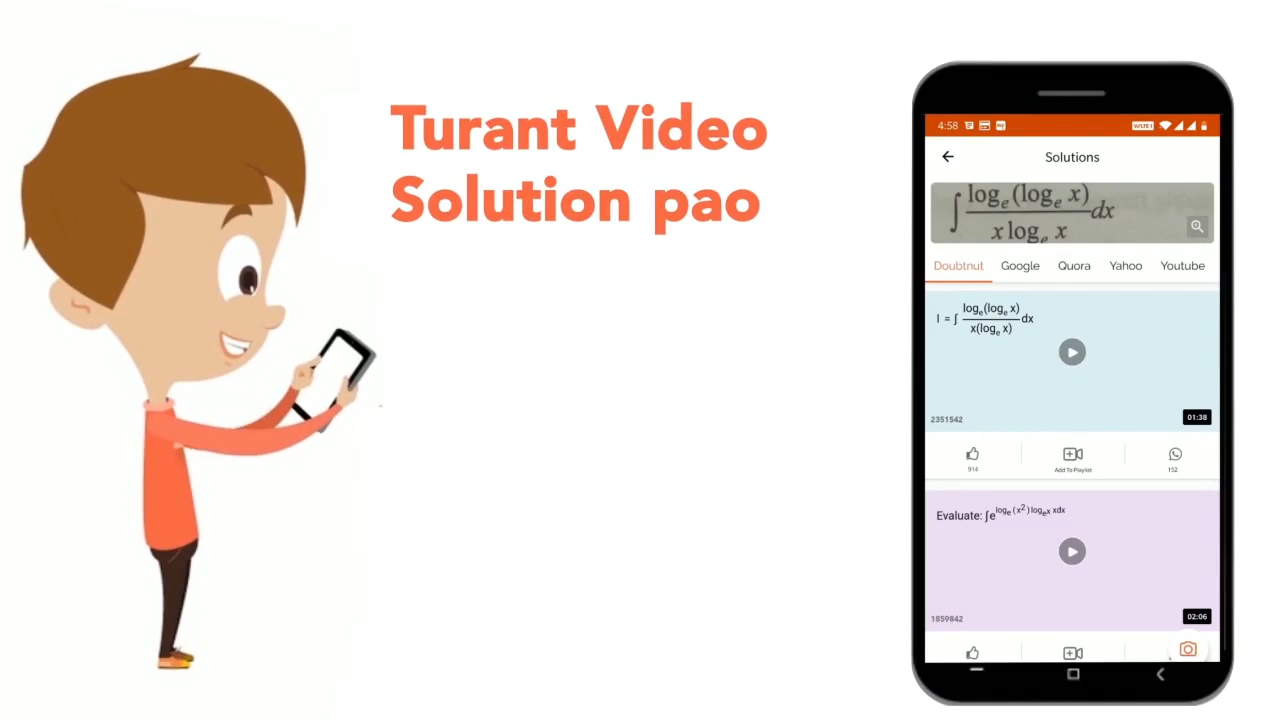 Turant Video
Solution pao
4:58
VoLTE
Solutions
∫ logₑ(logₑ x) / x logₑ x dx
Doubtnut Google Quora Yahoo Youtube
I = ∫ logₑ(logₑ x) / x(logₑ x) dx
2351542 01:38
914 Add To Playlist 152
Evaluate: ∫e^logₑ(x²)logₑx xdx
1859842 02:06